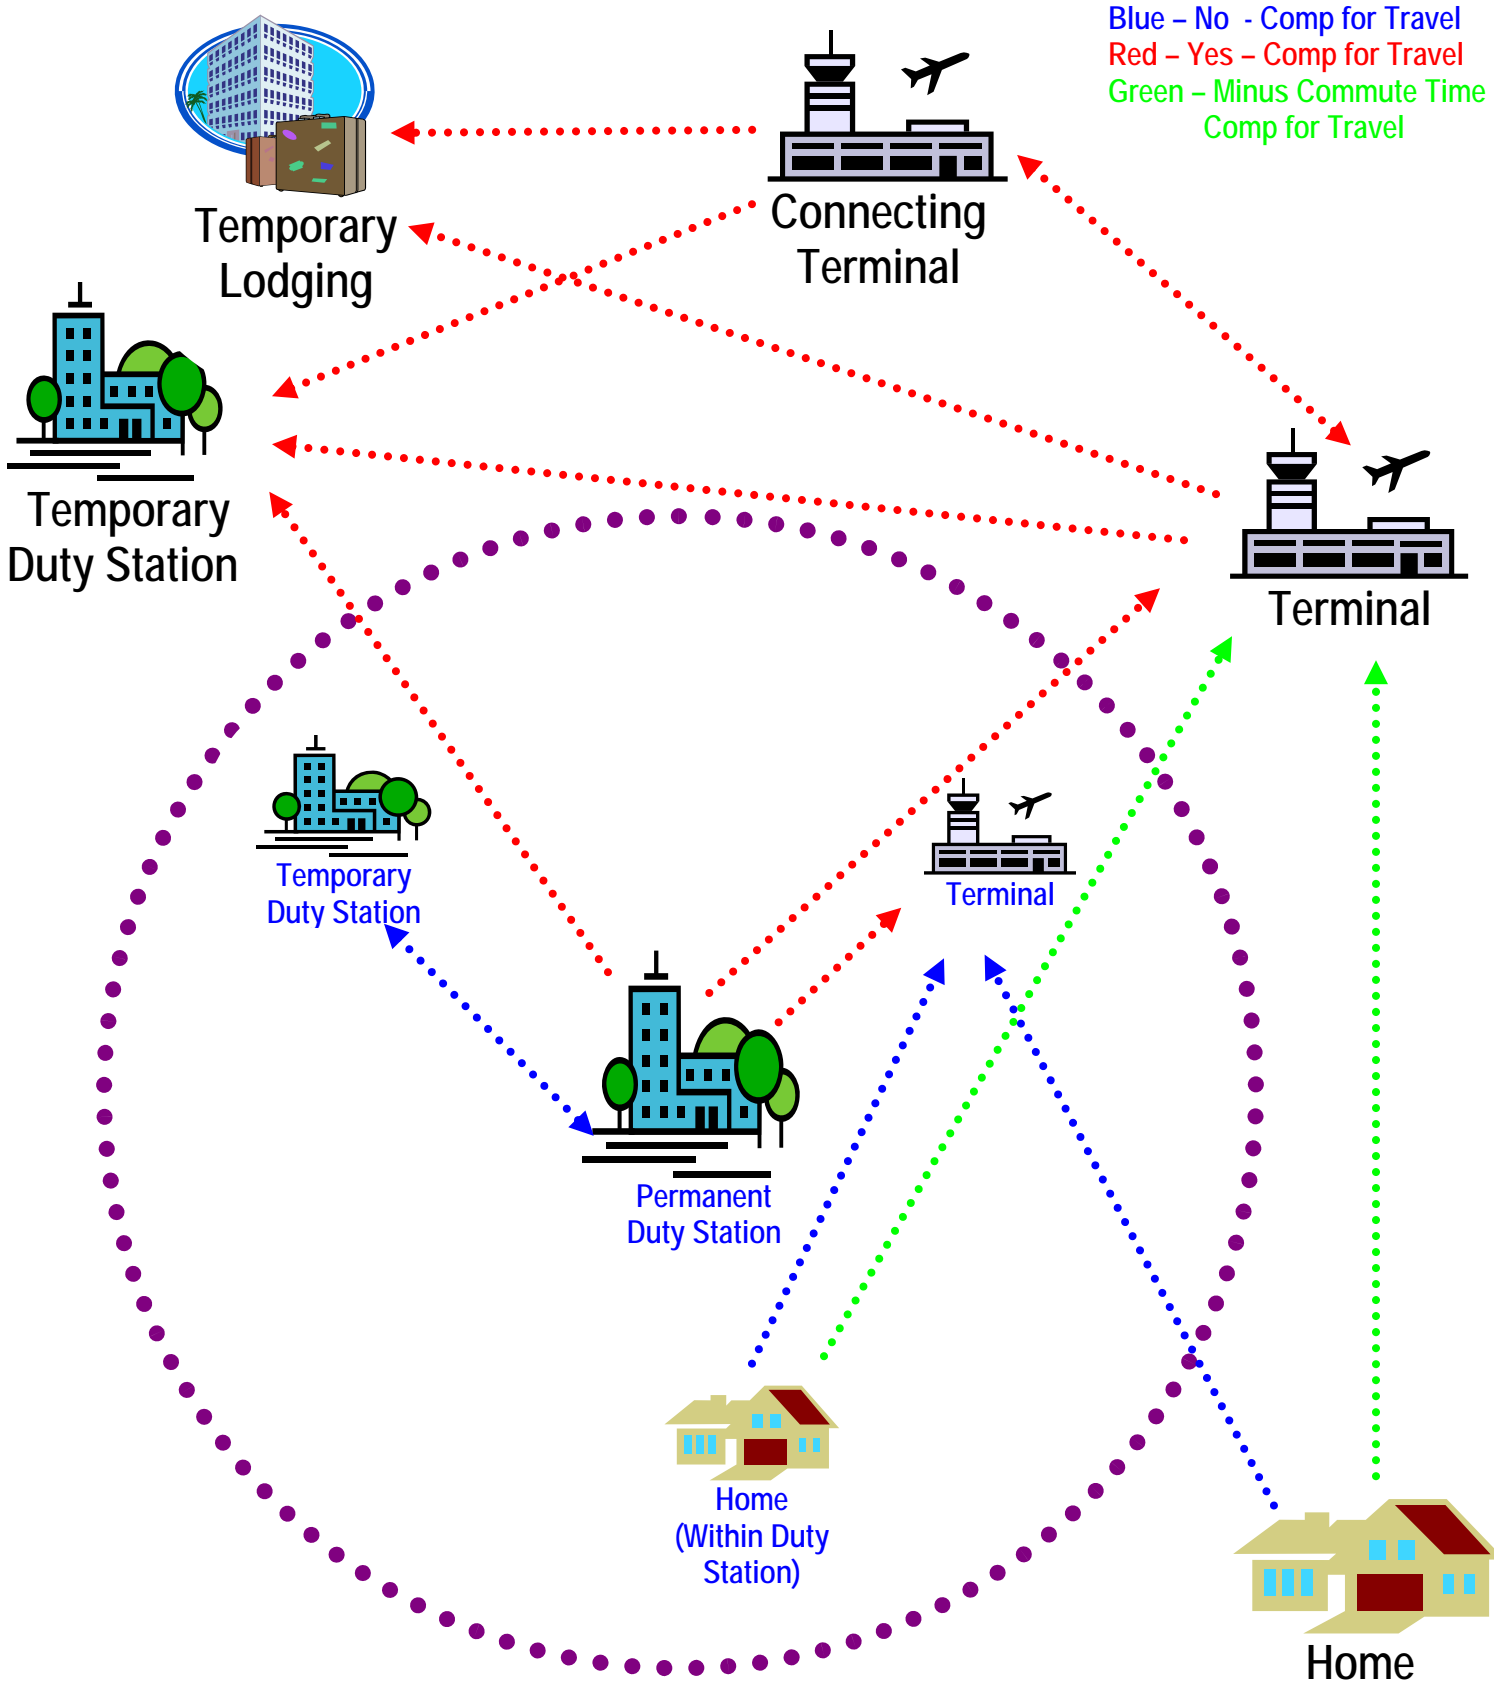 Blue – No - Comp for Travel
Red – Yes – Comp for Travel
Green – Minus Commute Time
Comp for Travel
Temporary
Lodging
Connecting
Terminal
Temporary
Duty Station
Terminal
Temporary
Duty Station
Terminal
Permanent
Duty Station
Home
(Within Duty
Station)
Home